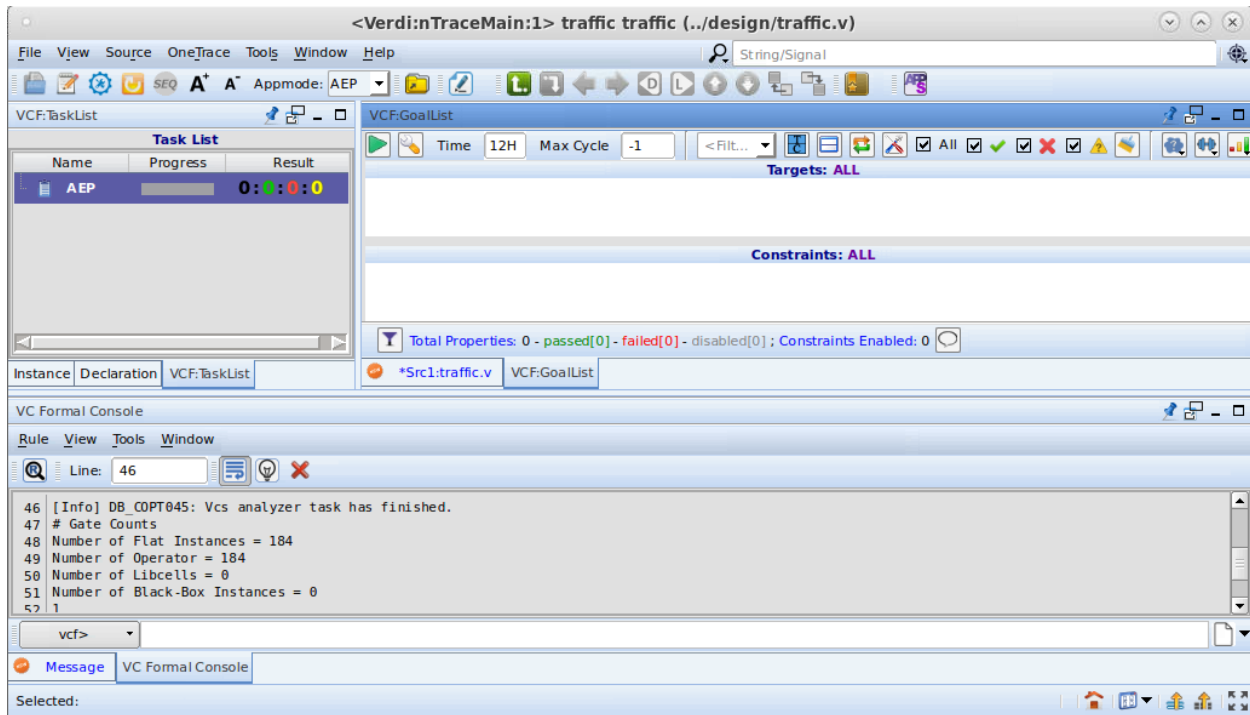 <Verdi:nTraceMain:1> traffic traffic (../design/traffic.v)
File View Source OneTrace Tools Window Help
String/Signal
SEQ A+ A- Appmode: AEP
D L APPS
VCF:TaskList
Task List
Name Progress Result
AEP 0:0:0:0
Instance Declaration VCF:TaskList
VCF:GoalList
Time 12H Max Cycle -1 <Filt... All
Targets: ALL
Constraints: ALL
Total Properties: 0 - passed[0] - failed[0] - disabled[0] ; Constraints Enabled: 0
*Src1:traffic.v VCF:GoalList
VC Formal Console
Rule View Tools Window
R Line: 46
46 [Info] DB_COPT045: Vcs analyzer task has finished.
47 # Gate Counts
48 Number of Flat Instances = 184
49 Number of Operator = 184
50 Number of Libcells = 0
51 Number of Black-Box Instances = 0
52 1
vcf>
Message VC Formal Console
Selected: